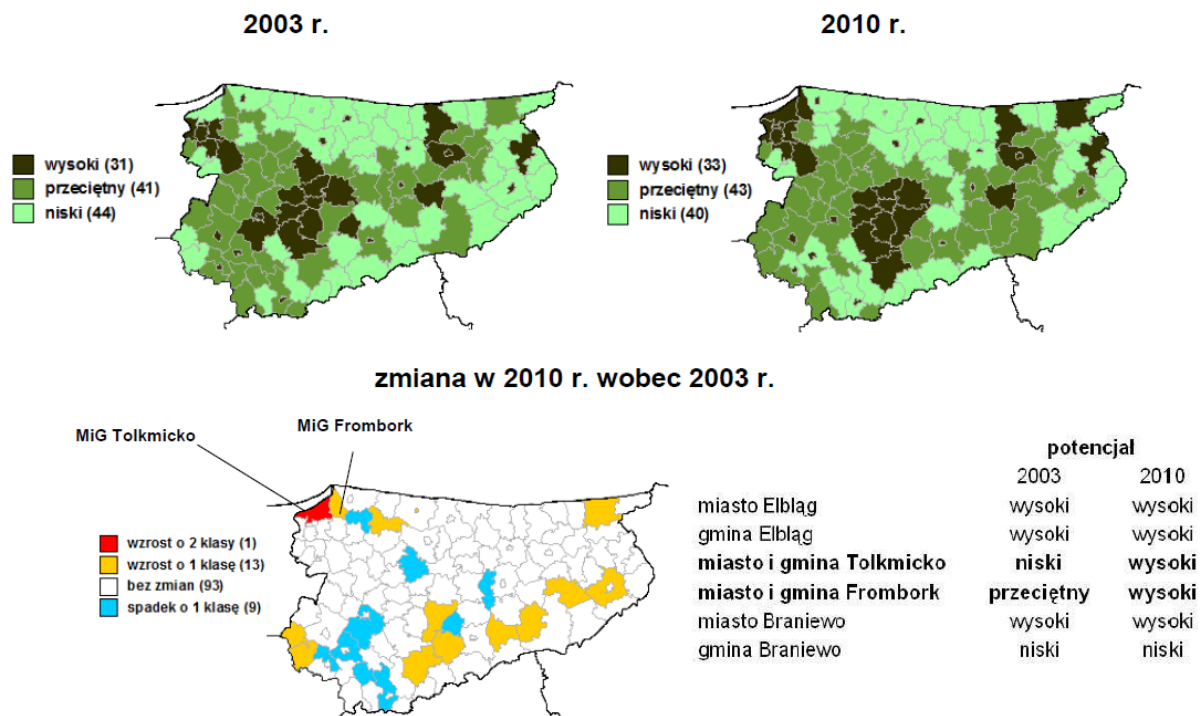 2003 r.
2010 r.
wysoki (31)
przeciętny (41)
niski (44)
wysoki (33)
przeciętny (43)
niski (40)
zmiana w 2010 r. wobec 2003 r.
MiG Tolkmicko
MiG Frombork
wzrost o 2 klasy (1)
wzrost o 1 klasę (13)
bez zmian (93)
spadek o 1 klasę (9)
potencjal
2003 2010
miasto Elbląg wysoki wysoki
gmina Elbląg wysoki wysoki
miasto i gmina Tolkmicko niski wysoki
miasto i gmina Frombork przeciętny wysoki
miasto Braniewo wysoki wysoki
gmina Braniewo niski niski